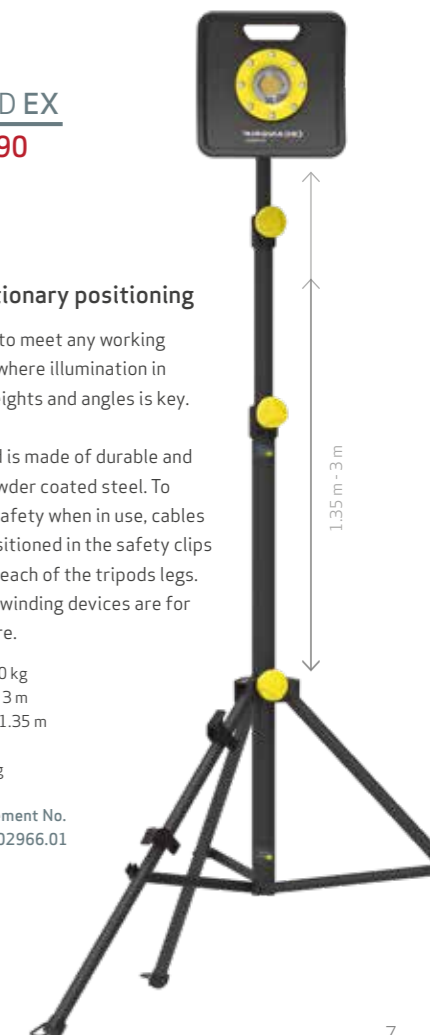 D EX
90
tionary positioning
to meet any working
where illumination in
eights and angles is key.
d is made of durable and
wder coated steel. To
afety when in use, cables
sitioned in the safety clips
each of the tripods legs.
winding devices are for
re.
0 kg
3 m
1.35 m
g
ement No.
02966.01
1.35 m - 3 m
7